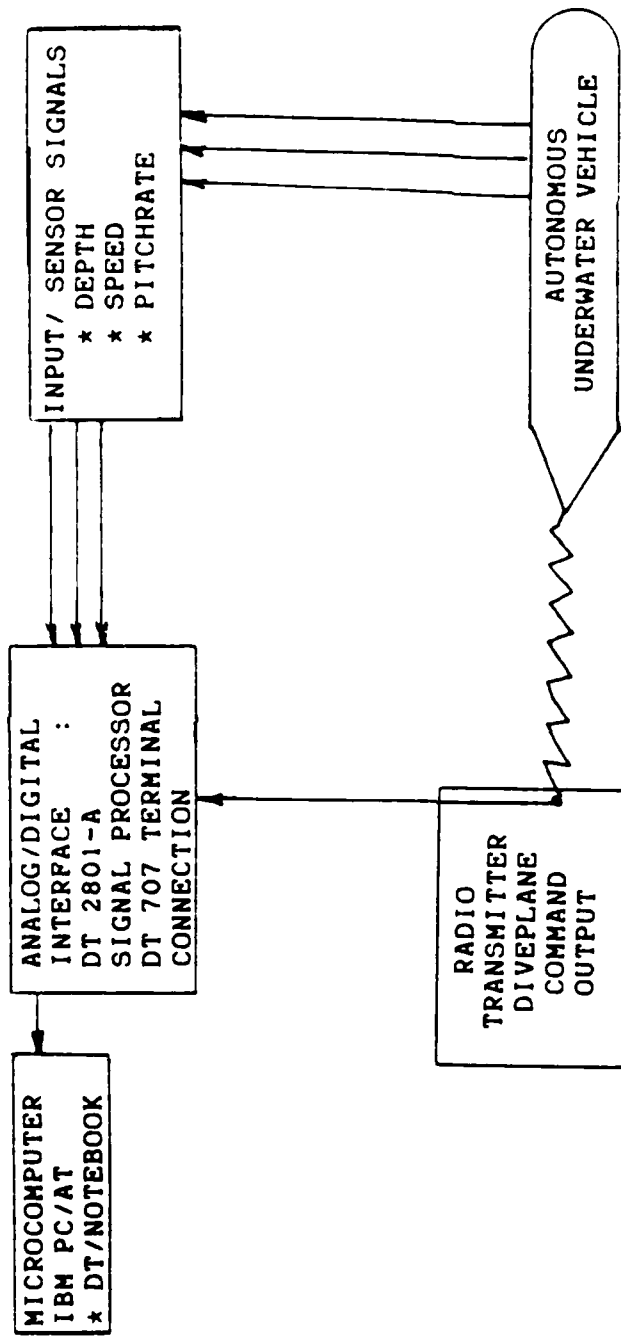 MICROCOMPUTER
IBM PC/AT
* DT/NOTEBOOK
ANALOG/DIGITAL
INTERFACE :
DT 2801-A
SIGNAL PROCESSOR
DT 707 TERMINAL
CONNECTION
INPUT/ SENSOR SIGNALS
* DEPTH
* SPEED
* PITCHRATE
RADIO
TRANSMITTER
DIVEPLANE
COMMAND
OUTPUT
AUTONOMOUS
UNDERWATER VEHICLE